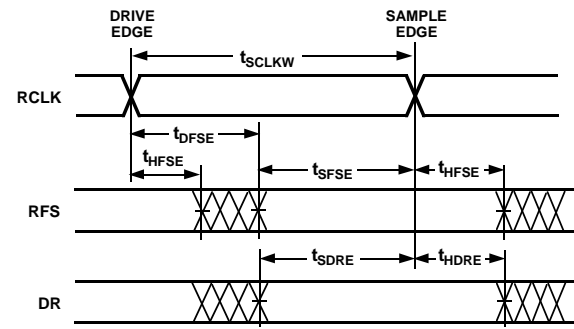 DRIVE
EDGE
SAMPLE
EDGE
tSCLKW
RCLK
tDFSE
tHFSE
tSFSE
tHFSE
RFS
tSDRE
tHDRE
DR